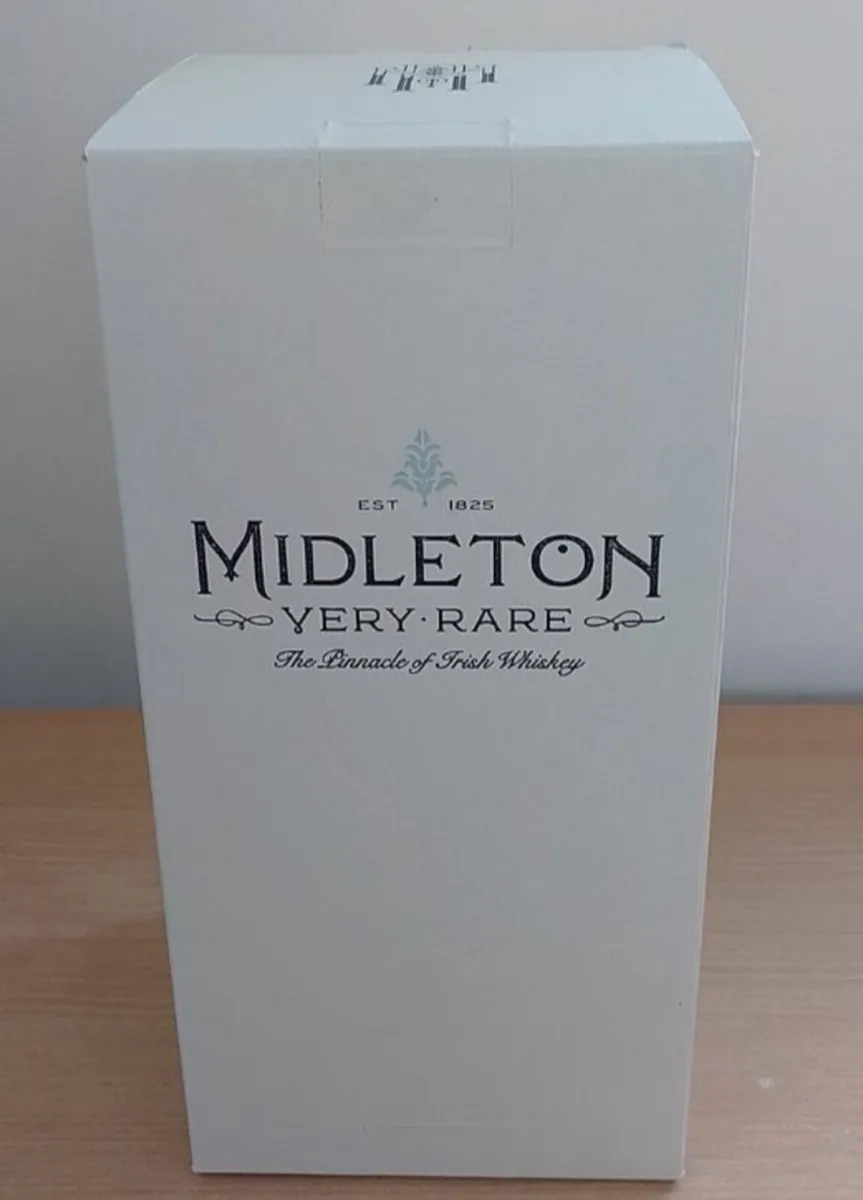 EST 1825
MIDLETON
VERY·RARE
The Pinnacle of Irish Whiskey